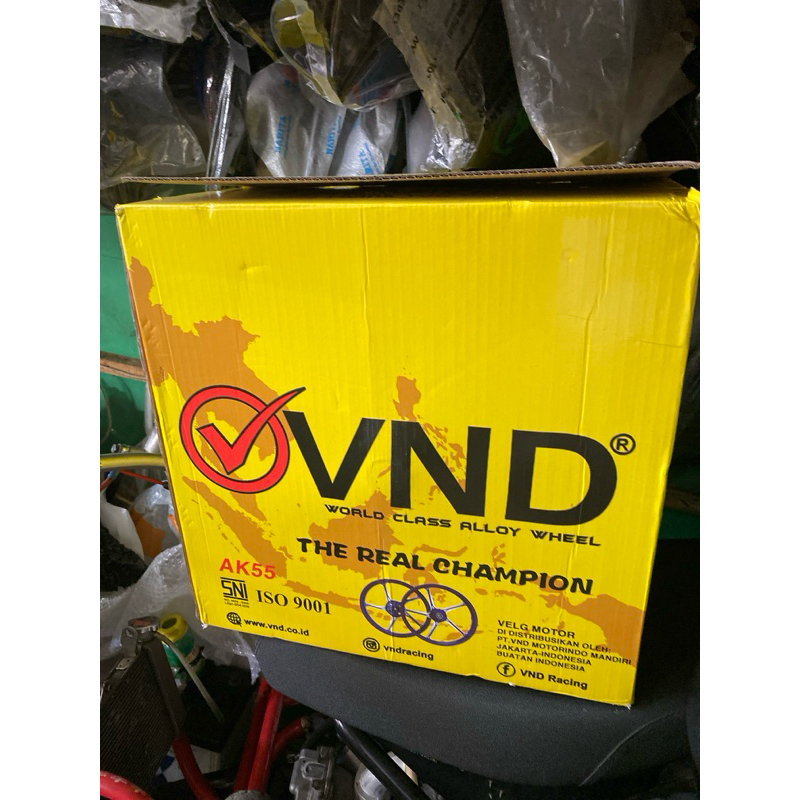 VND®
WORLD CLASS ALLOY WHEEL
THE REAL CHAMPION
AK55
SNI
ISO 9001
www.vnd.co.id
vndracing
VELG MOTOR
DI DISTRIBUSIKAN OLEH:
PT.VND MOTORINDO MANDIRI
JAKARTA-INDONESIA
BUATAN INDONESIA
VND Racing